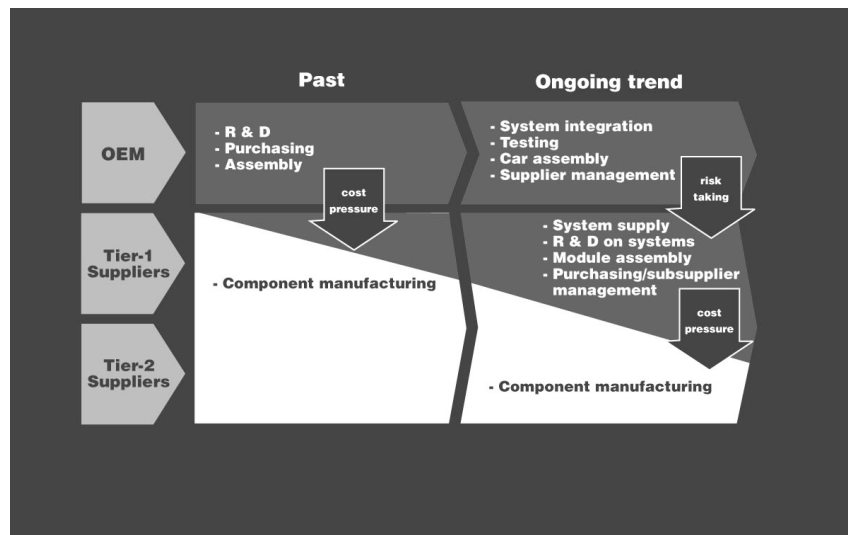 Past
Ongoing trend
OEM
- R & D
- Purchasing
- Assembly
- System integration
- Testing
- Car assembly
- Supplier management
cost
pressure
risk
taking
Tier-1
Suppliers
- Component manufacturing
- System supply
- R & D on systems
- Module assembly
- Purchasing/subsupplier
management
cost
pressure
Tier-2
Suppliers
- Component manufacturing